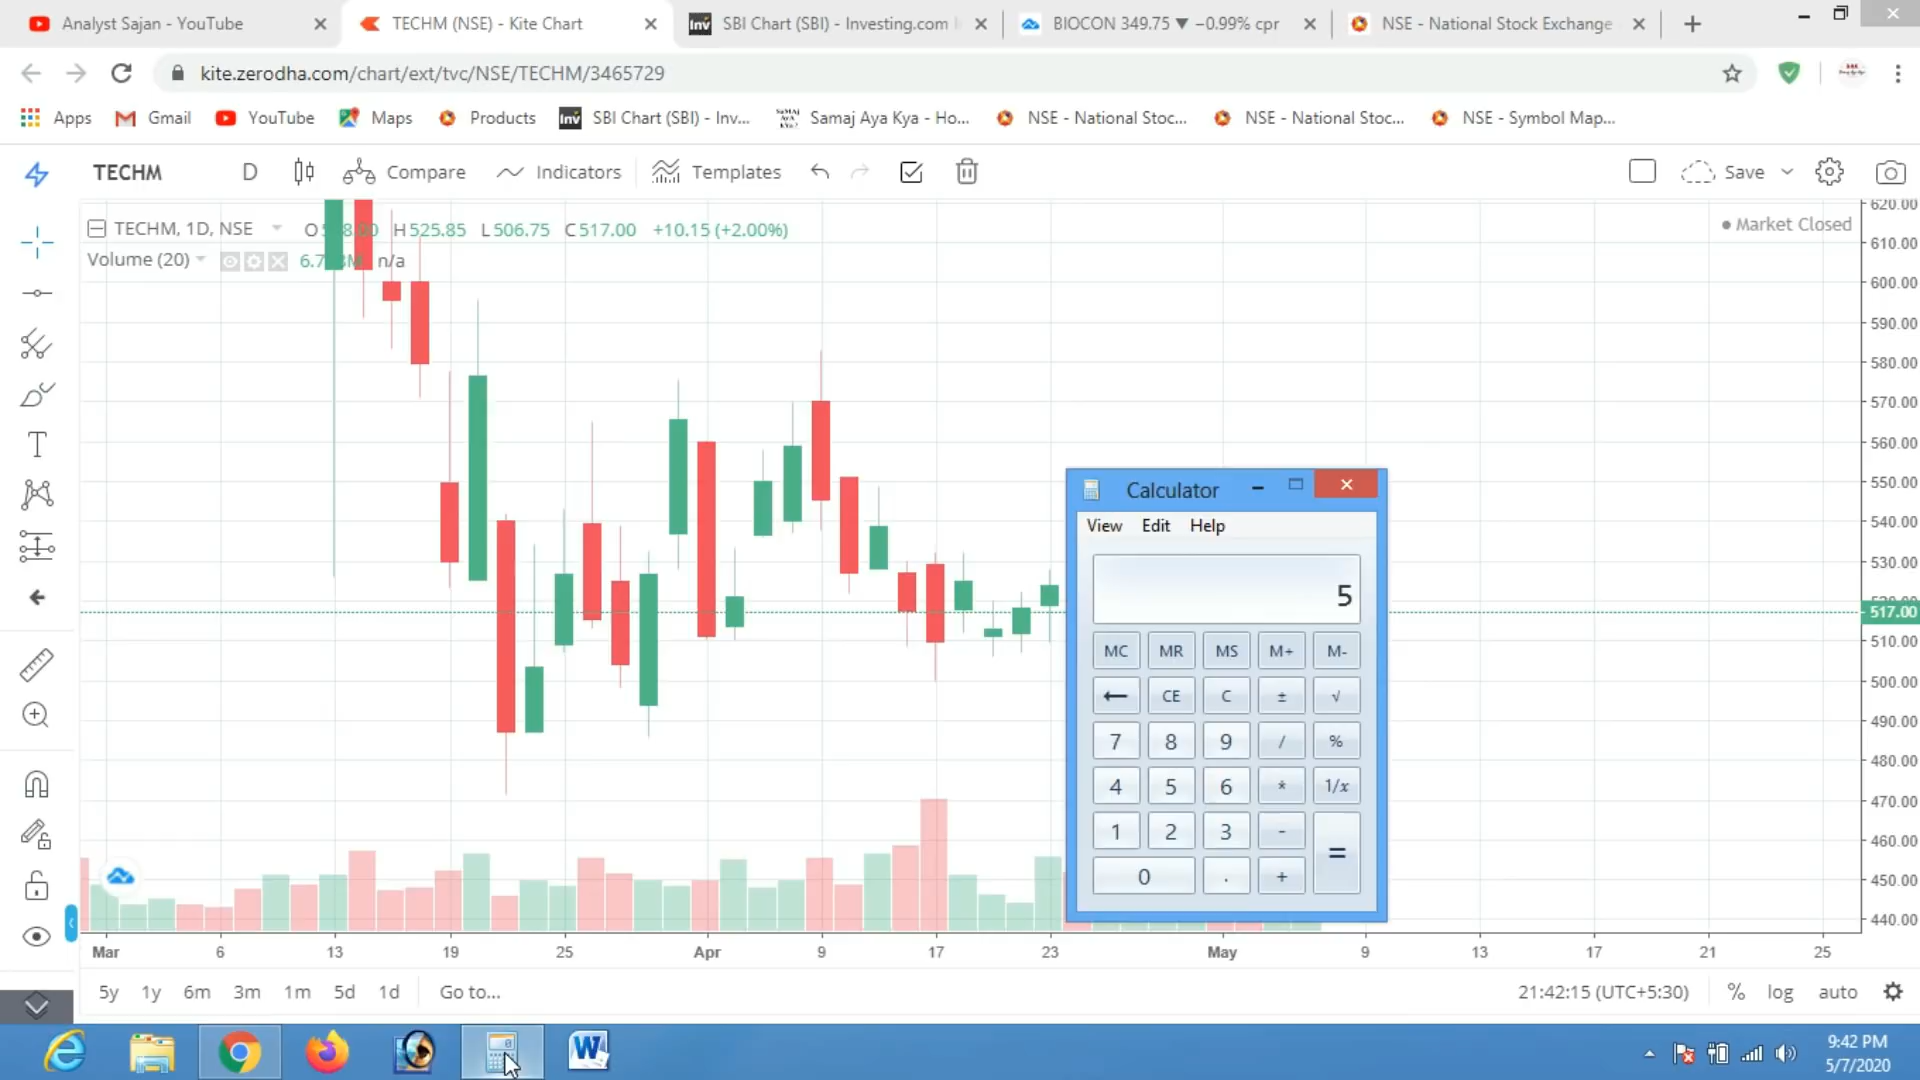 Analyst Sajan - YouTube
TECHM (NSE) - Kite Chart
SBI Chart (SBI) - Investing.com
BIOCON 349.75 ▼ −0.99% cpr
NSE - National Stock Exchange
kite.zerodha.com/chart/ext/tvc/NSE/TECHM/3465729
Apps
Gmail
YouTube
Maps
Products
Inv
SBI Chart (SBI) - Inv...
Samaj Aya Kya - Ho...
NSE - National Stoc...
NSE - National Stoc...
NSE - Symbol Map...
TECHM
D
Compare
Indicators
Templates
Save
TECHM, 1D, NSE
H525.85 L506.75 C517.00 +10.15 (+2.00%)
Market Closed
Volume (20)
n/a
620.00
610.00
600.00
590.00
580.00
570.00
560.00
550.00
540.00
530.00
517.00
510.00
500.00
490.00
480.00
470.00
460.00
450.00
440.00
Calculator
View Edit Help
5
MC MR MS M+ M-
← CE C ± √
7 8 9 / %
4 5 6 * 1/x
1 2 3 - =
0 . +
Mar 6 13 19 25 Apr 9 17 23 May 9 13 17 21 25
5y 1y 6m 3m 1m 5d 1d Go to...
21:42:15 (UTC+5:30) % log auto
9:42 PM
5/7/2020